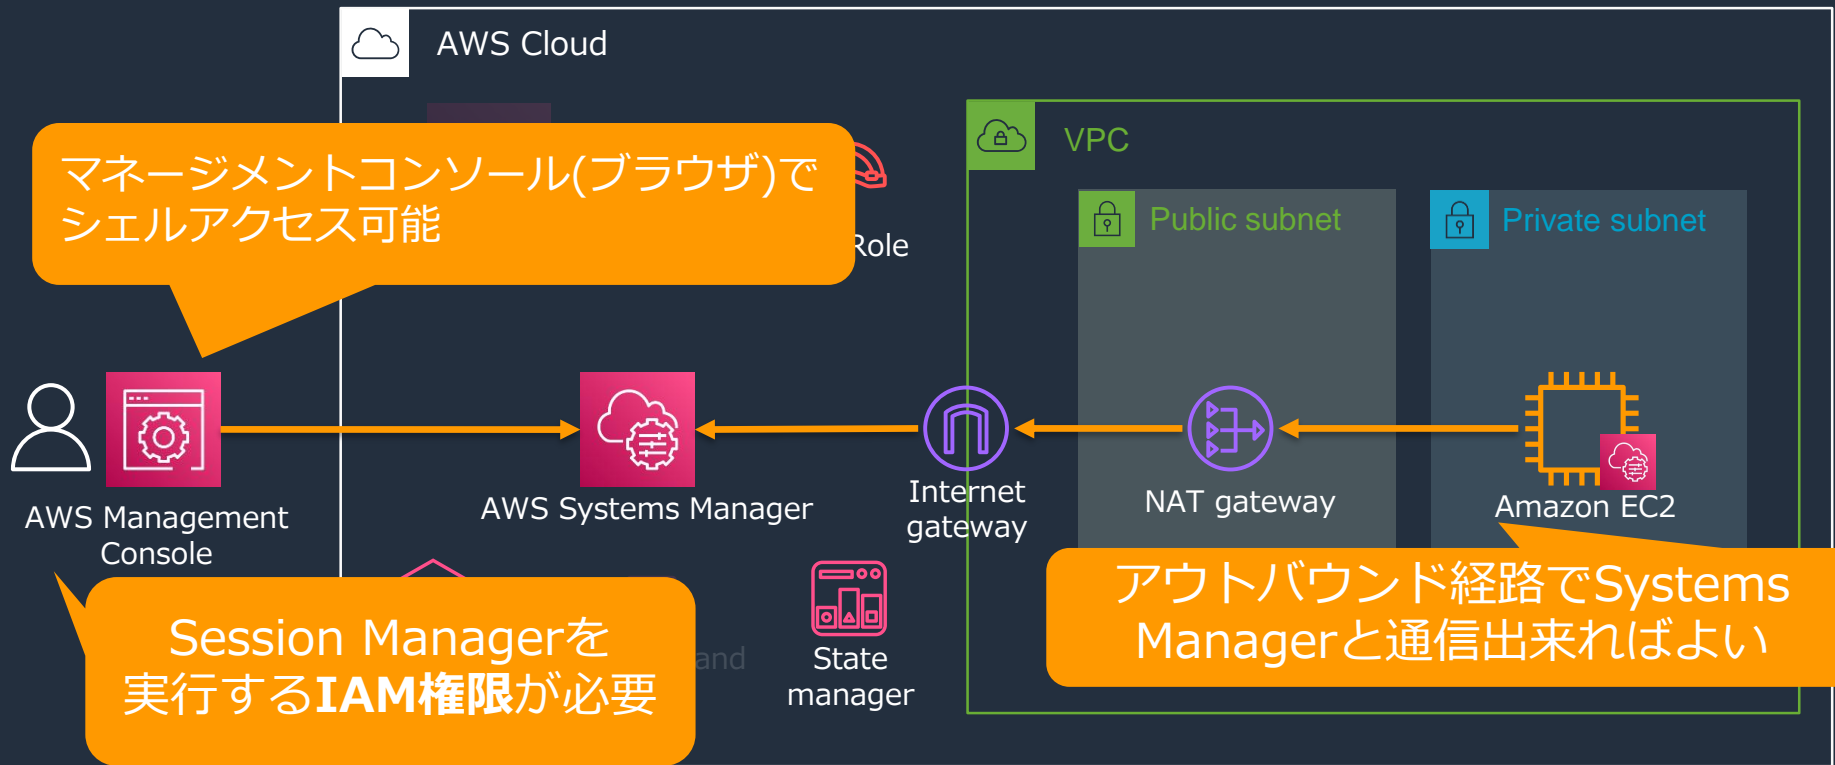 AWS Cloud
マネージメントコンソール(ブラウザ)で
シェルアクセス可能
Role
VPC
Public subnet
Private subnet
AWS Management
Console
AWS Systems Manager
Internet
gateway
NAT gateway
Amazon EC2
Session Managerを
実行するIAM権限が必要
and
State
manager
アウトバウンド経路でSystems
Managerと通信出来ればよい